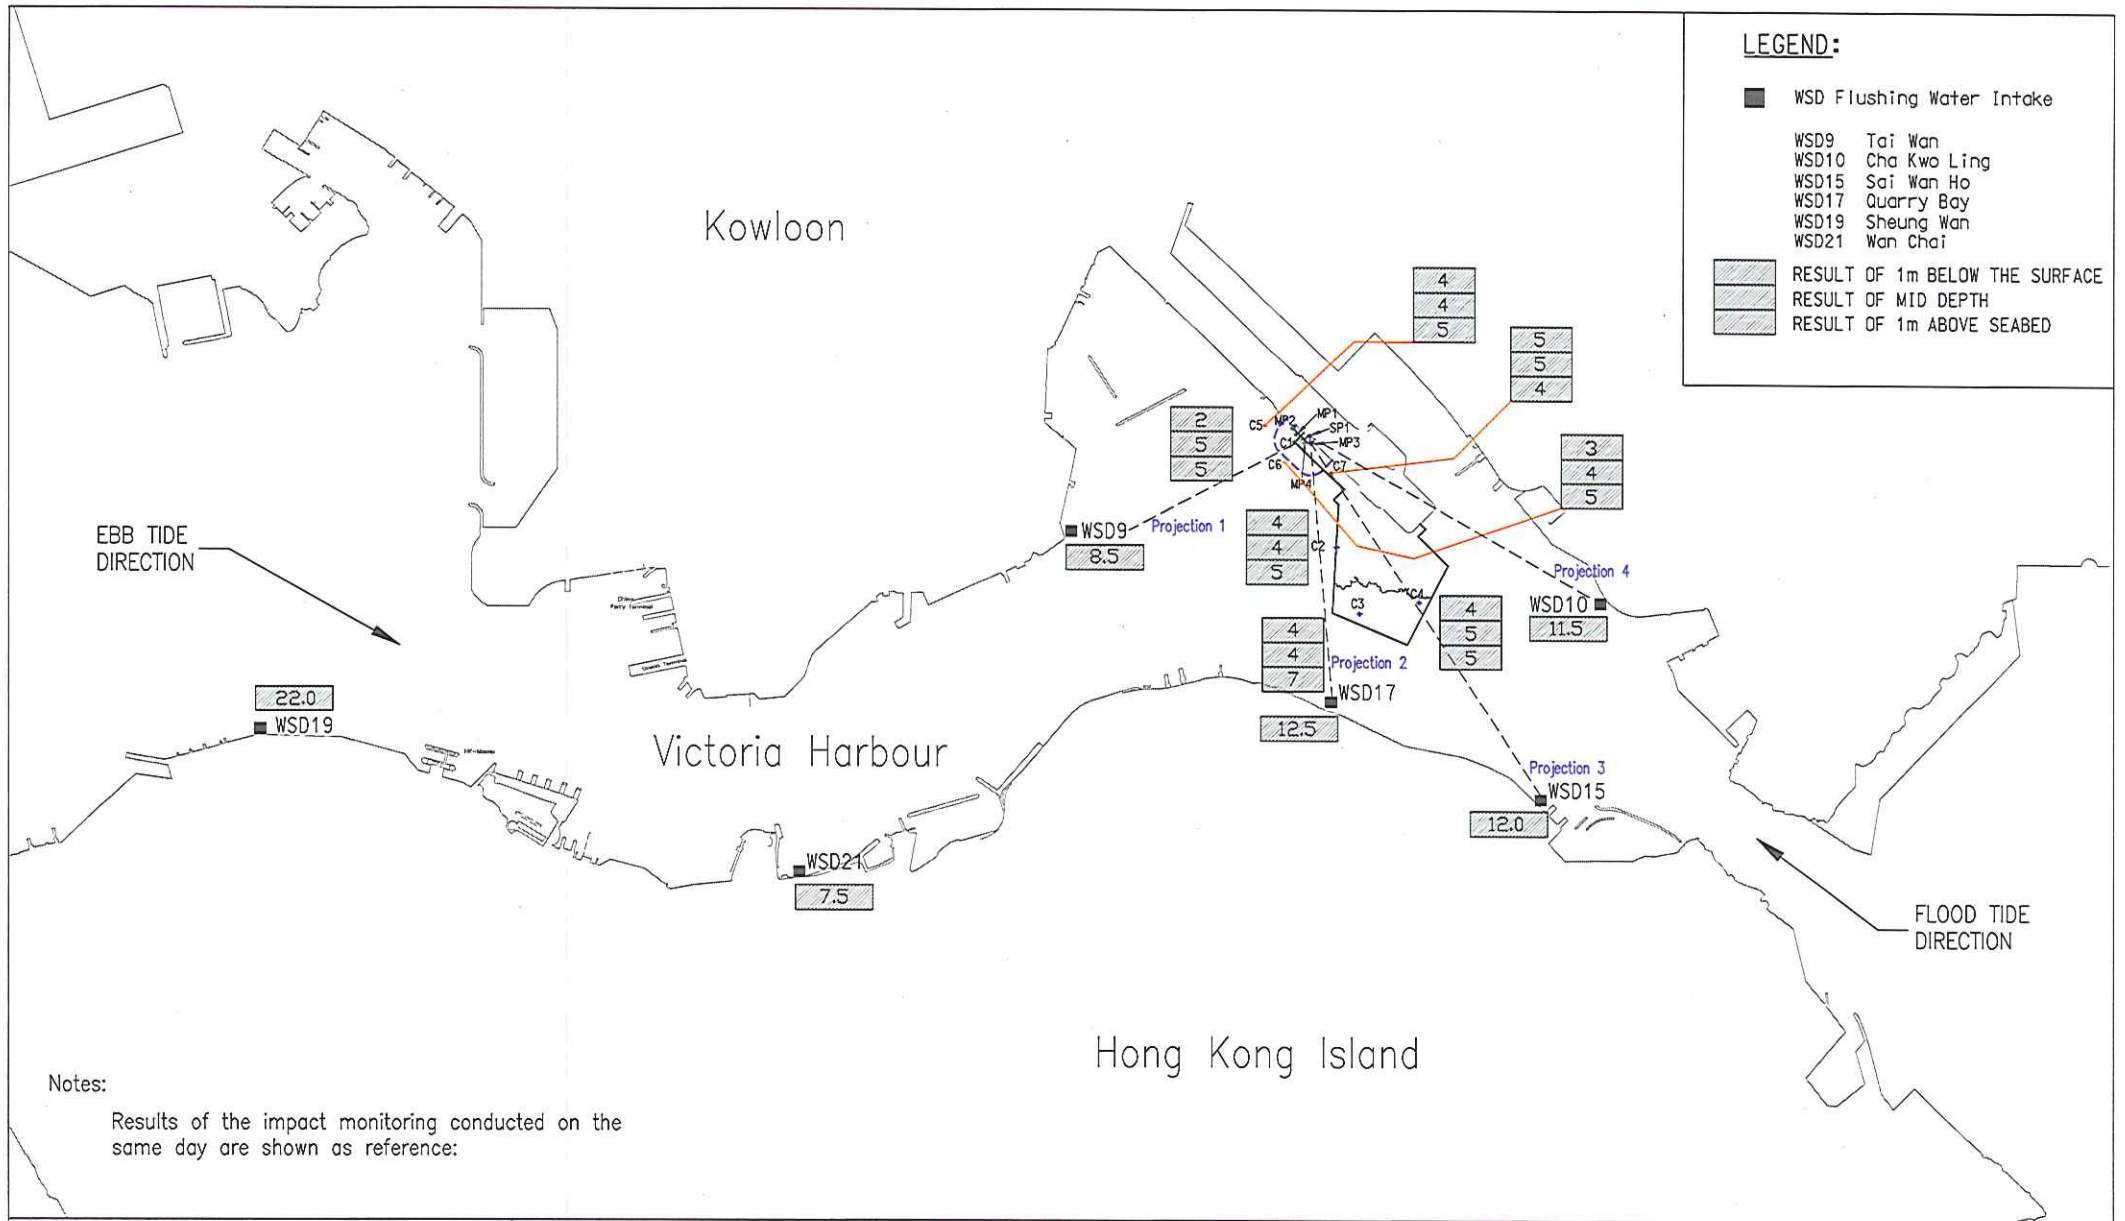 LEGEND:
WSD Flushing Water Intake
WSD9 Tai Wan
WSD10 Cha Kwo Ling
WSD15 Sai Wan Ho
WSD17 Quarry Bay
WSD19 Sheung Wan
WSD21 Wan Chai
RESULT OF 1m BELOW THE SURFACE
RESULT OF MID DEPTH
RESULT OF 1m ABOVE SEABED
Kowloon
4
4
5
5
5
4
2
5
5
3
4
5
C5
MP2
MP1
SP1
C1
MP3
C6
C7
MP4
WSD9
8.5
Projection 1
4
4
5
C2
EBB TIDE
DIRECTION
Projection 4
WSD10
11.5
C3
C4
4
5
5
4
4
7
Projection 2
WSD17
12.5
China
Ferry Terminal
Ocean Terminal
22.0
WSD19
Victoria Harbour
Projection 3
WSD15
12.0
WSD21
7.5
FLOOD TIDE
DIRECTION
Hong Kong Island
Notes:
Results of the impact monitoring conducted on the
same day are shown as reference: